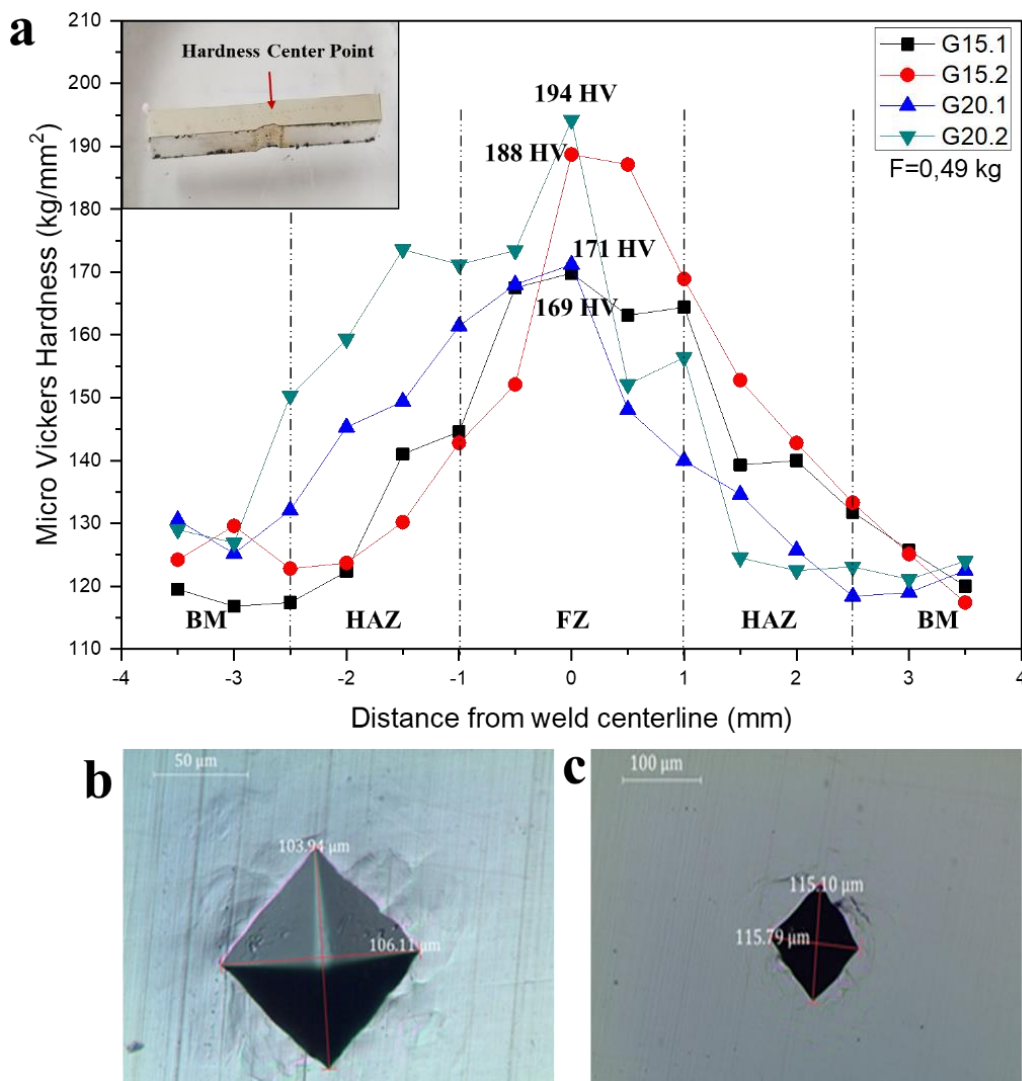 a
Hardness Center Point
G15.1
G15.2
G20.1
G20.2
F=0,49 kg
194 HV
188 HV
171 HV
169 HV
210
200
190
180
170
160
150
140
130
120
110
Micro Vickers Hardness (kg/mm²)
BM
HAZ
FZ
HAZ
BM
-4
-3
-2
-1
0
1
2
3
4
Distance from weld centerline (mm)
b
50 µm
103.94 µm
106.11 µm
c
100 µm
115.10 µm
115.79 µm